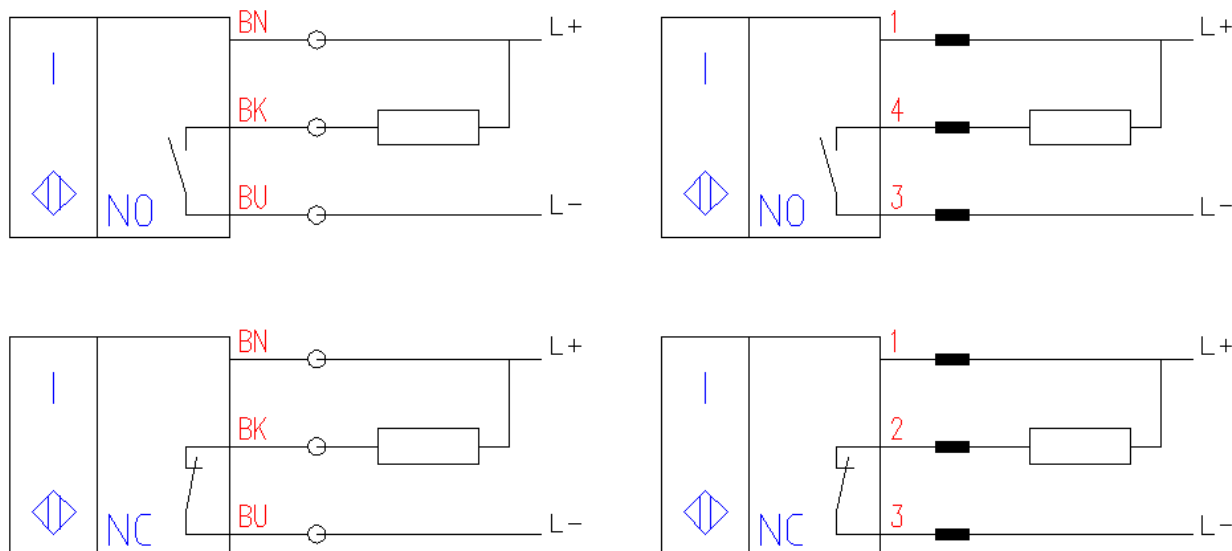 BN L+ 1 L+
I BK I 4
NO BU L- NO 3 L-
BN L+ 1 L+
I BK I 2
NC BU L- NC 3 L-